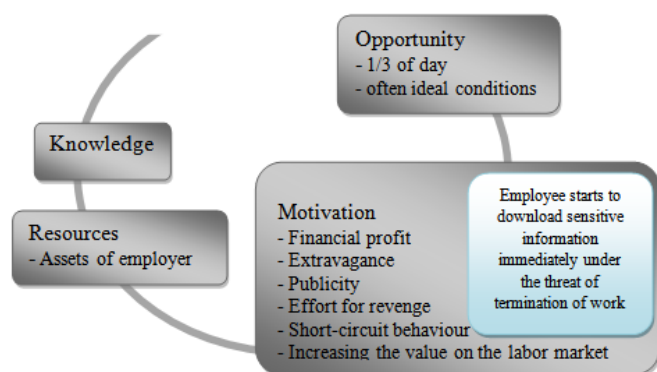 Opportunity
- 1/3 of day
- often ideal conditions
Knowledge
Resources
- Assets of employer
Motivation
- Financial profit
- Extravagance
- Publicity
- Effort for revenge
- Short-circuit behaviour
- Increasing the value on the labor market
Employee starts to
download sensitive
information
immediately under
the threat of
termination of work